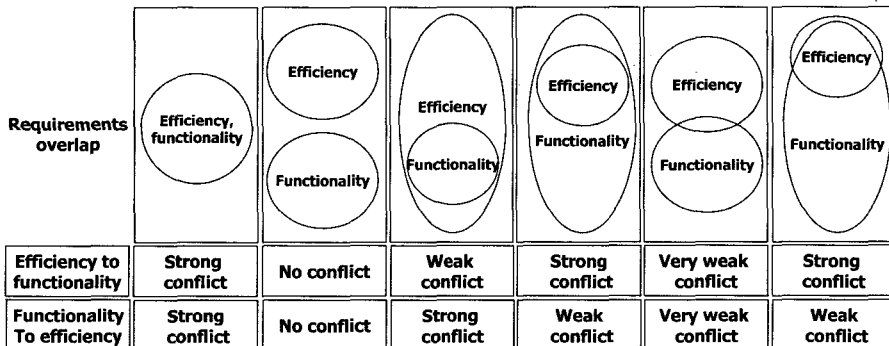 Requirements
overlap
Efficiency,
functionality
Efficiency
Functionality
Efficiency
Functionality
Efficiency
Functionality
Efficiency
Functionality
Efficiency
Functionality
Efficiency to
functionality
Strong
conflict
No conflict
Weak
conflict
Strong
conflict
Very weak
conflict
Strong
conflict
Functionality
To efficiency
Strong
conflict
No conflict
Strong
conflict
Weak
conflict
Very weak
conflict
Weak
conflict